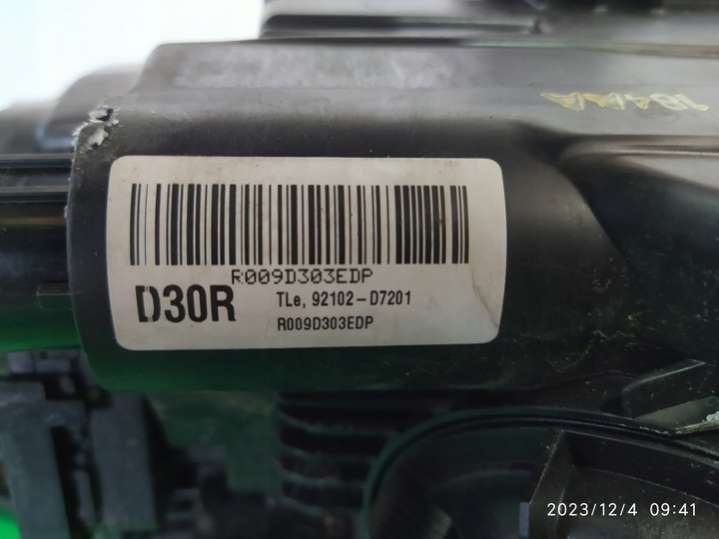 R009D303EDP
D30R
TLe, 92102-D7201
R009D303EDP
2023/12/4 09:41